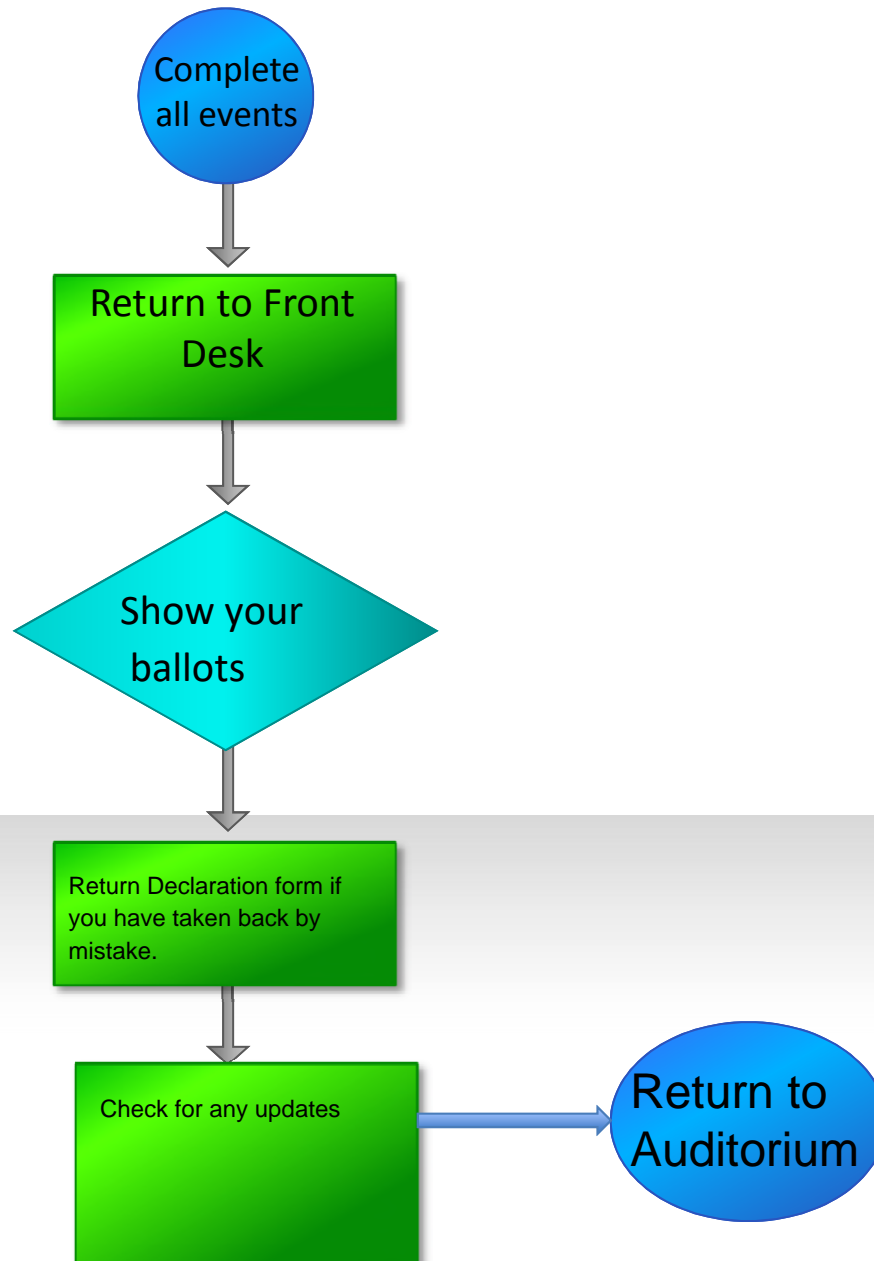 Complete
all events
Return to Front
Desk
Show your
ballots
Return Declaration form if
you have taken back by
mistake.
Check for any updates
Return to
Auditorium